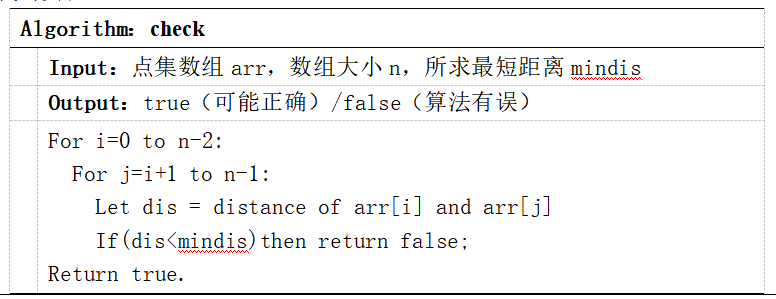 Algorithm：check
Input：点集数组 arr，数组大小 n，所求最短距离 mindis
Output：true（可能正确）/false（算法有误）
For i=0 to n-2:
For j=i+1 to n-1:
Let dis = distance of arr[i] and arr[j]
If(dis<mindis)then return false;
Return true.